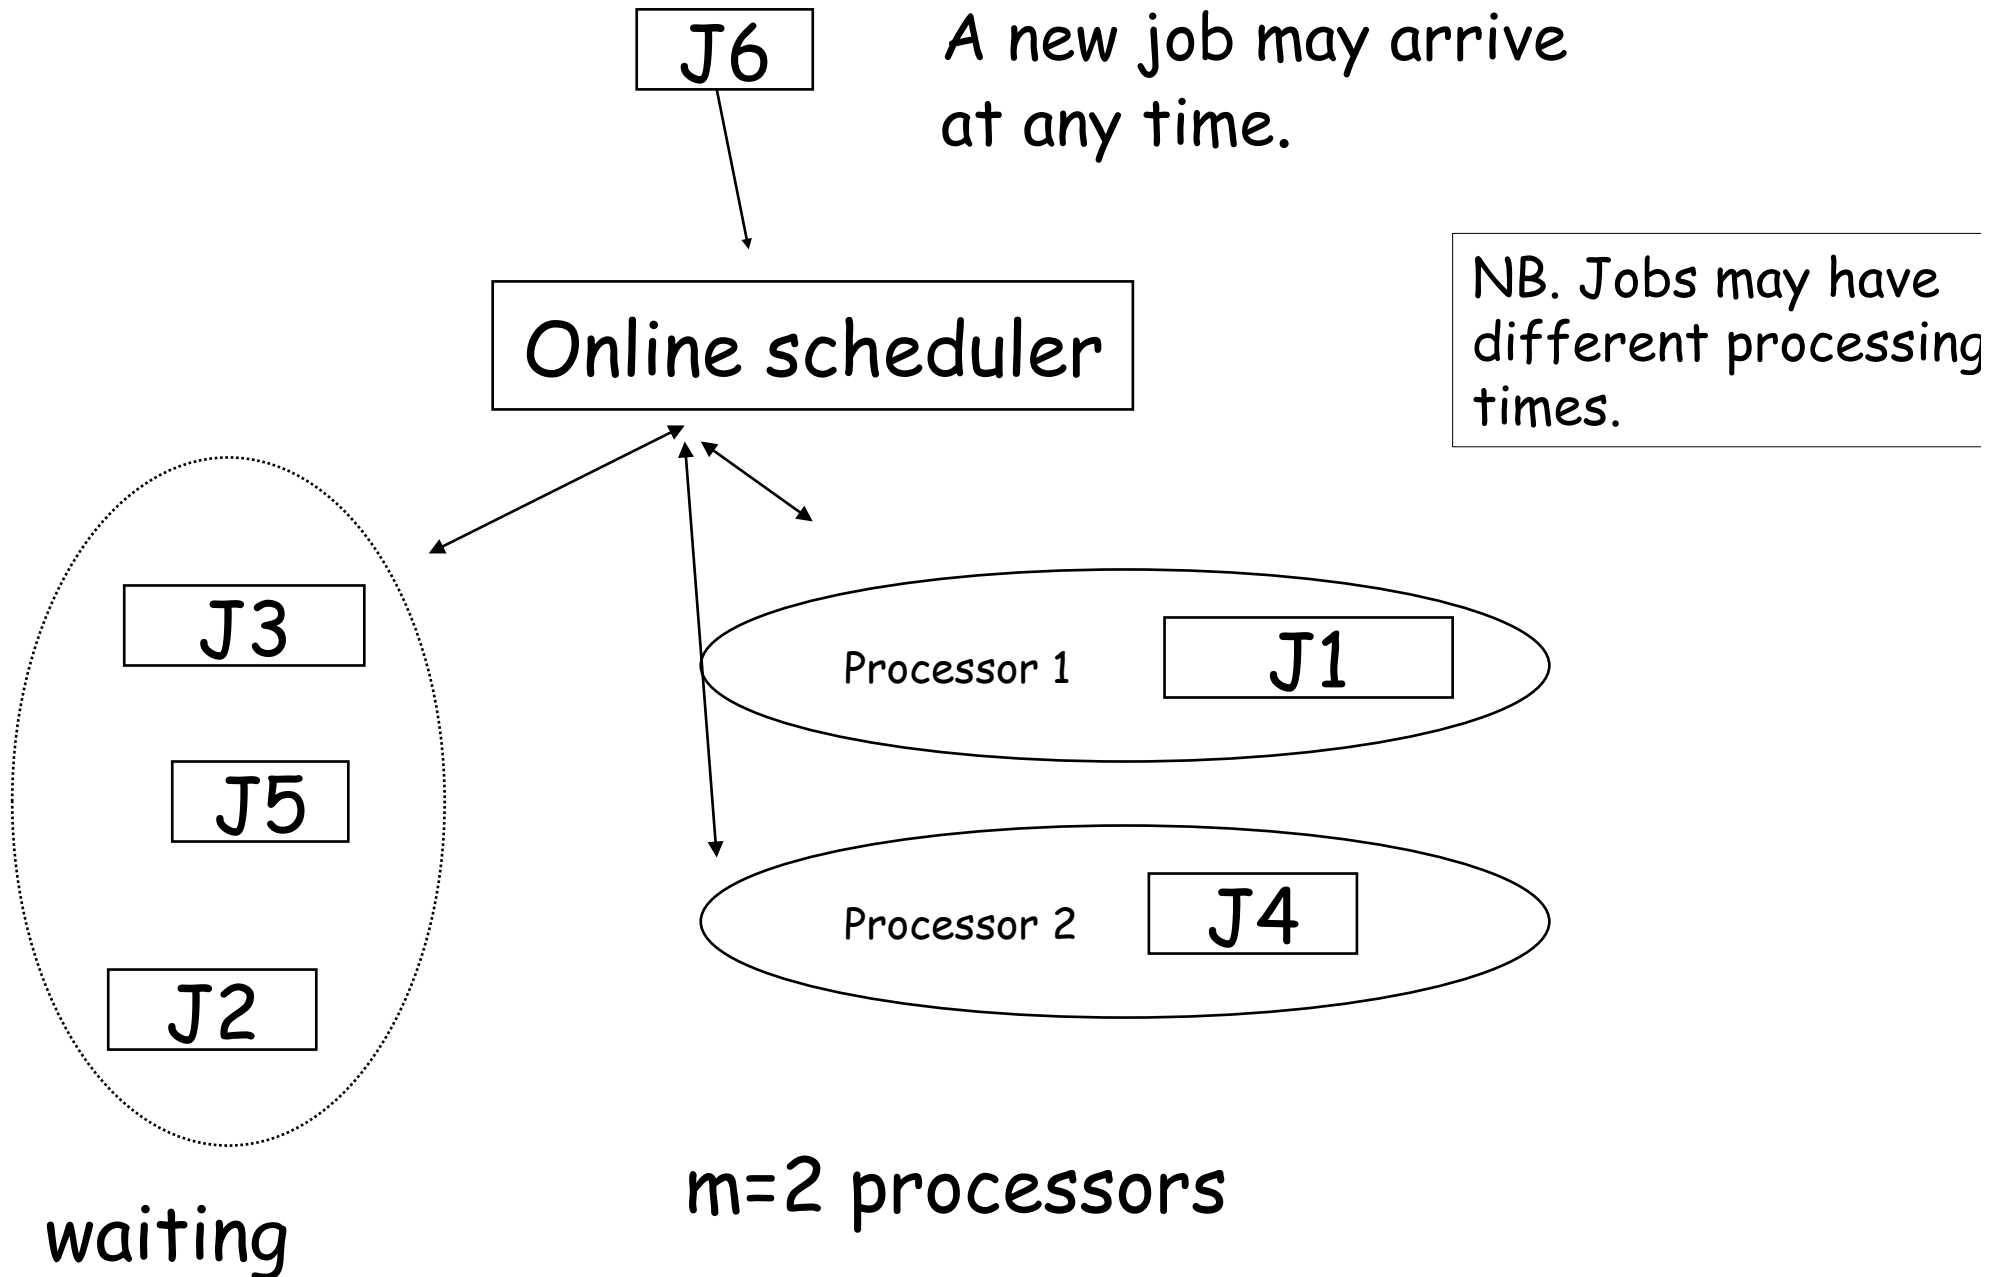 J6
A new job may arrive
at any time.
NB. Jobs may have
different processing
times.
Online scheduler
J3
J5
J2
Processor 1
J1
Processor 2
J4
m=2 processors
waiting